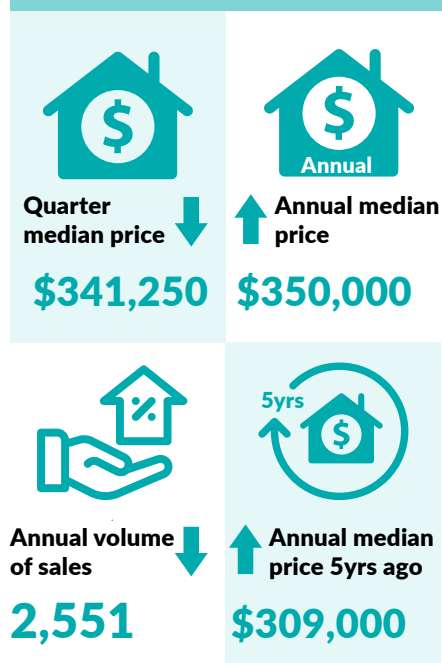 $
$
Annual
Quarter
median price
$341,250
Annual median
price
$350,000
%
5yrs
$
Annual volume
of sales
2,551
Annual median
price 5yrs ago
$309,000